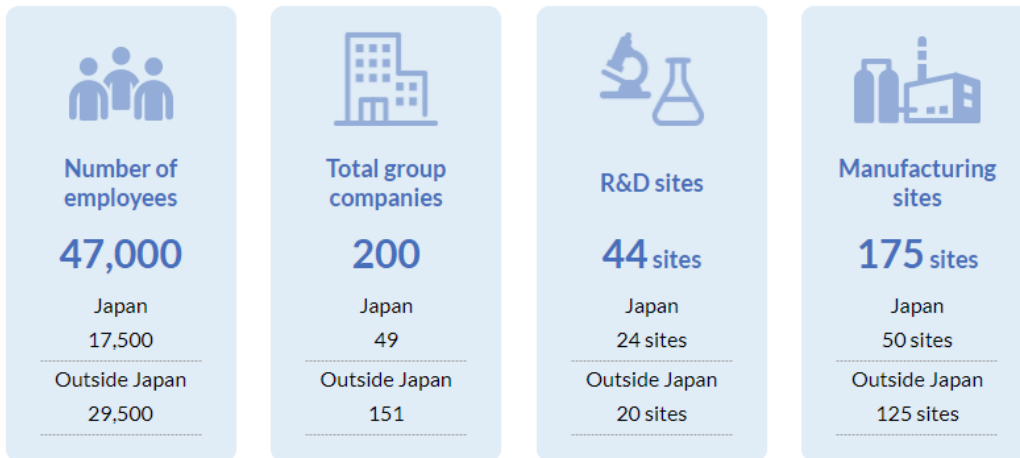 Number of
employees
47,000
Japan
17,500
Outside Japan
29,500
Total group
companies
200
Japan
49
Outside Japan
151
R&D sites
44 sites
Japan
24 sites
Outside Japan
20 sites
Manufacturing
sites
175 sites
Japan
50 sites
Outside Japan
125 sites